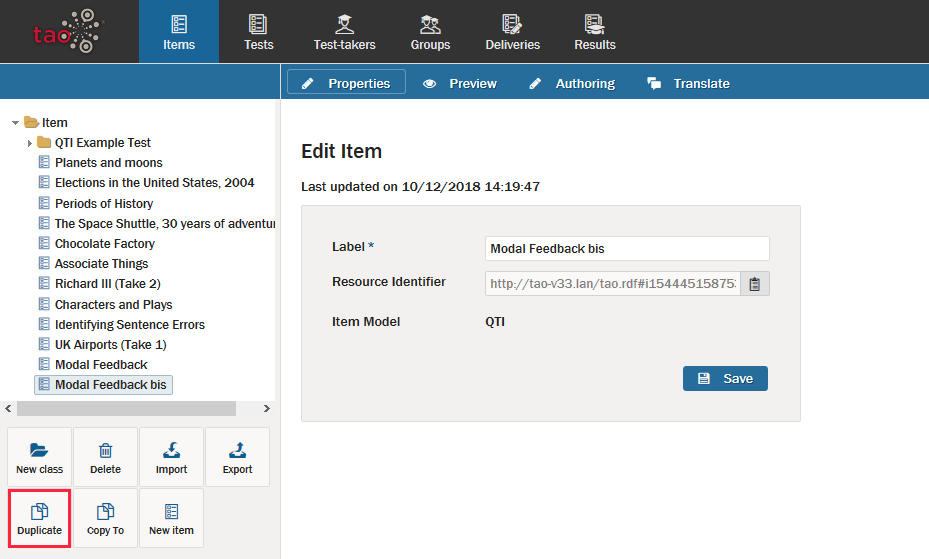 tao
Items
Tests
Test-takers
Groups
Deliveries
Results
Properties
Preview
Authoring
Translate
Item
QTI Example Test
Planets and moons
Elections in the United States, 2004
Periods of History
The Space Shuttle, 30 years of adventur
Chocolate Factory
Associate Things
Richard III (Take 2)
Characters and Plays
Identifying Sentence Errors
UK Airports (Take 1)
Modal Feedback
Modal Feedback bis
New class
Delete
Import
Export
Duplicate
Copy To
New item
Edit Item
Last updated on 10/12/2018 14:19:47
Label *
Modal Feedback bis
Resource Identifier
http://tao-v33.lan/tao.rdf#i154445158753
Item Model
QTI
Save